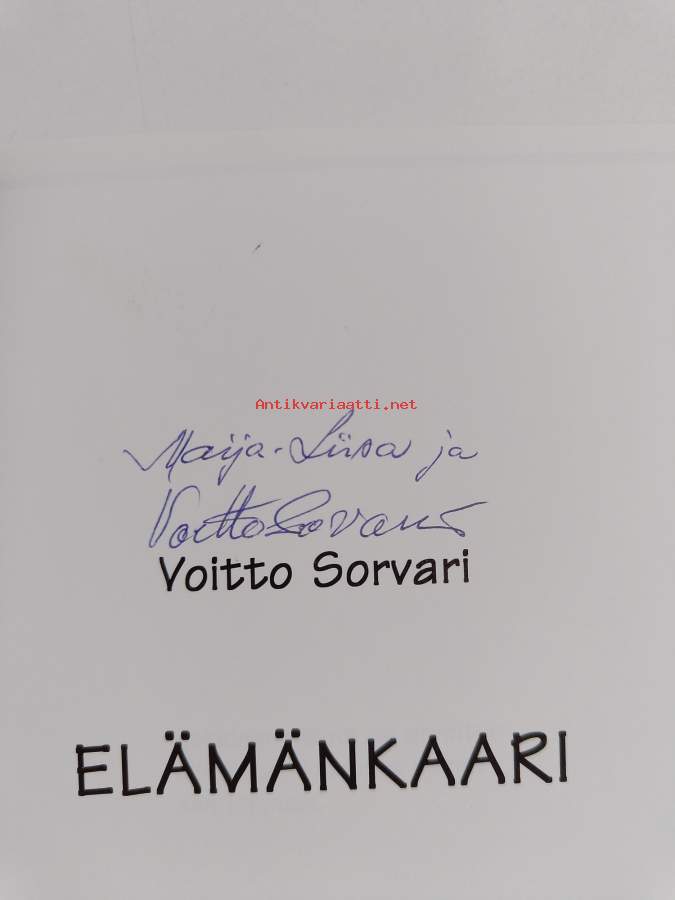 Antikvariaatti.net
Maija-Liisa ja
Voitto Sorvari
Voitto Sorvari
ELÄMÄNKAARI